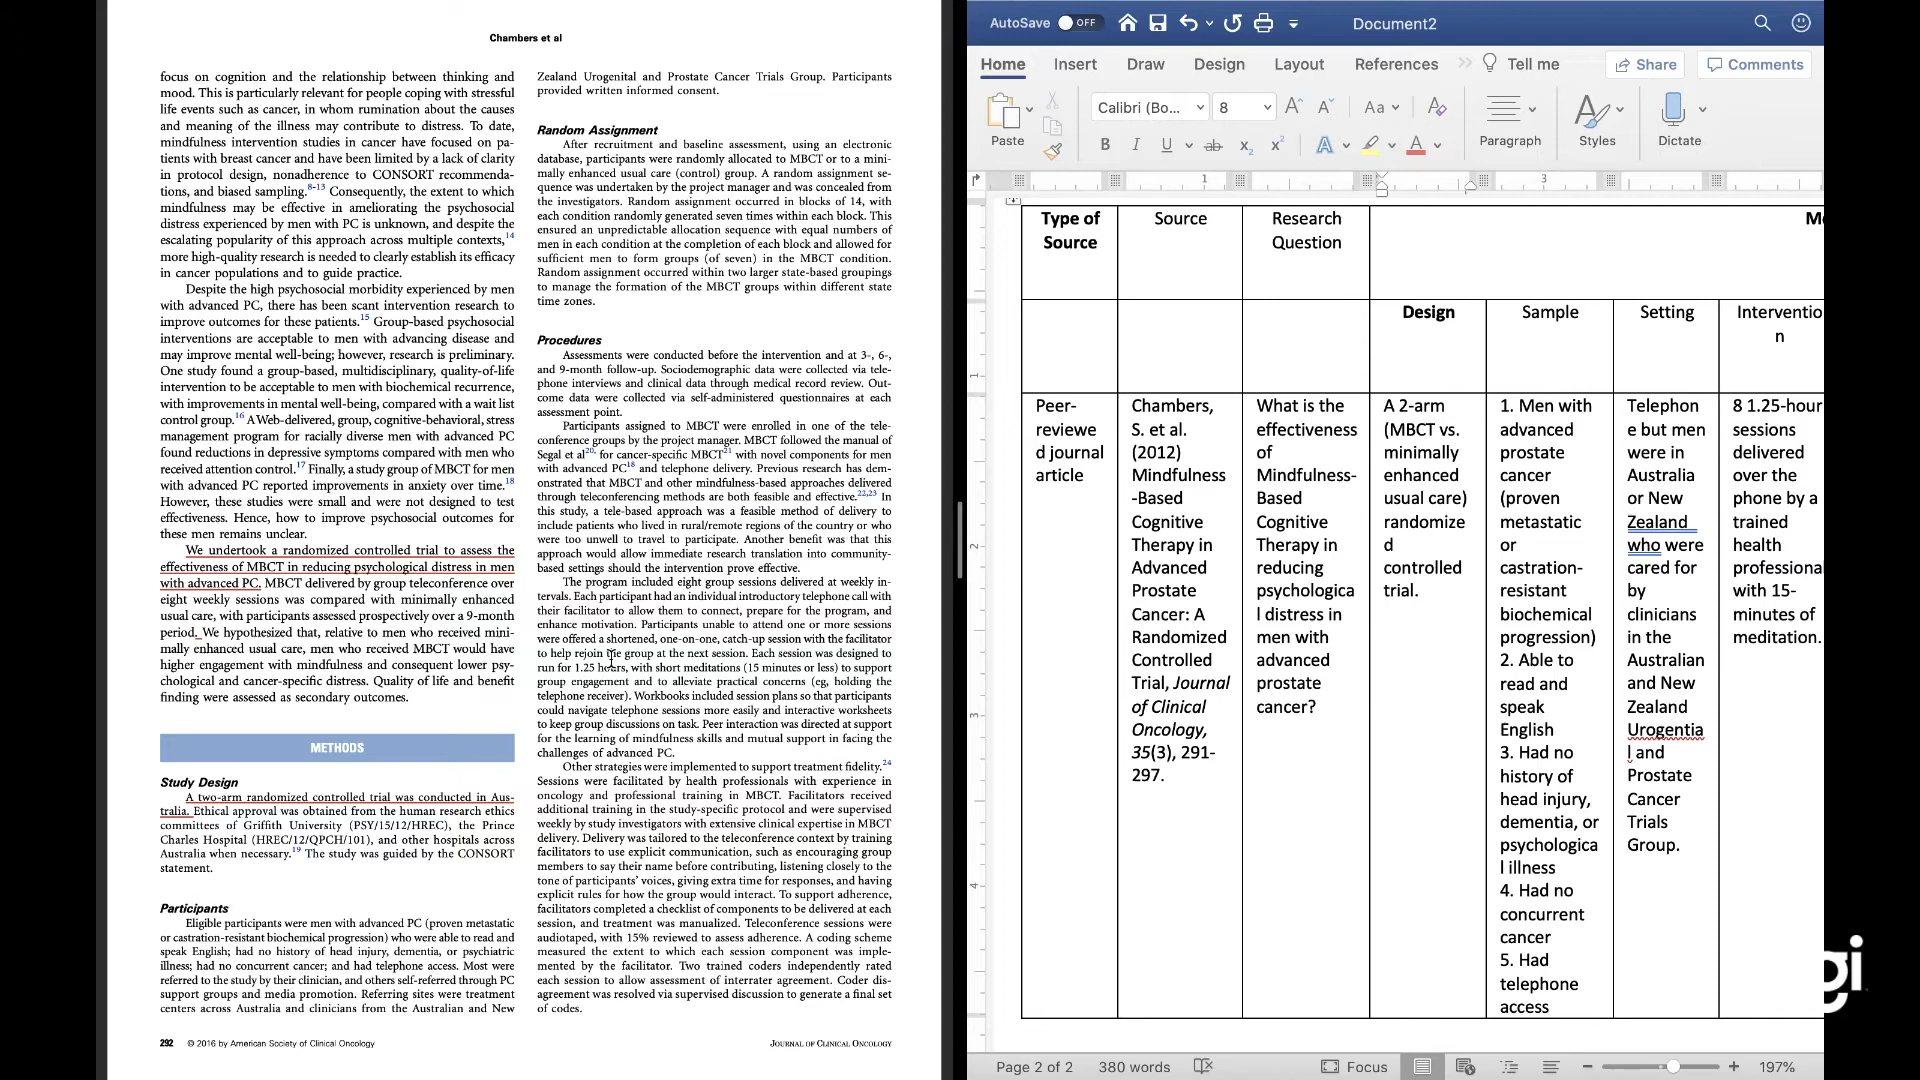 Chambers et al
focus on cognition and the relationship between thinking and
mood. This is particularly relevant for people coping with stressful
life events such as cancer, in whom rumination about the causes
and meaning of the illness may contribute to distress. To date,
mindfulness intervention studies in cancer have focused on pa-
tients with breast cancer and have been limited by a lack of clarity
in protocol design, nonadherence to CONSORT recommenda-
tions, and biased sampling.8-13 Consequently, the extent to which
mindfulness may be effective in ameliorating the psychosocial
distress experienced by men with PC is unknown, and despite the
escalating popularity of this approach across multiple contexts,14
more high-quality research is needed to clearly establish its efficacy
in cancer populations and to guide practice.
Despite the high psychosocial morbidity experienced by men
with advanced PC, there has been scant intervention research to
improve outcomes for these patients.15 Group-based psychosocial
interventions are acceptable to men with advancing disease and
may improve mental well-being; however, research is preliminary.
One study found a group-based, multidisciplinary, quality-of-life
intervention to be acceptable to men with biochemical recurrence,
with improvements in mental well-being, compared with a wait list
control group.16 A Web-delivered, group, cognitive-behavioral, stress
management program for racially diverse men with advanced PC
found reductions in depressive symptoms compared with men who
received attention control.17 Finally, a study group of MBCT for men
with advanced PC reported improvements in anxiety over time.18
However, these studies were small and were not designed to test
effectiveness. Hence, how to improve psychosocial outcomes for
these men remains unclear.
We undertook a randomized controlled trial to assess the
effectiveness of MBCT in reducing psychological distress in men
with advanced PC. MBCT delivered by group teleconference over
eight weekly sessions was compared with minimally enhanced
usual care, with participants assessed prospectively over a 9-month
period. We hypothesized that, relative to men who received mini-
mally enhanced usual care, men who received MBCT would have
higher engagement with mindfulness and consequent lower psy-
chological and cancer-specific distress. Quality of life and benefit
finding were assessed as secondary outcomes.
METHODS
Study Design
A two-arm randomized controlled trial was conducted in Aus-
tralia. Ethical approval was obtained from the human research ethics
committees of Griffith University (PSY/15/12/HREC), the Prince
Charles Hospital (HREC/12/QPCH/101), and other hospitals across
Australia when necessary.19 The study was guided by the CONSORT
statement.
Participants
Eligible participants were men with advanced PC (proven metastatic
or castration-resistant biochemical progression) who were able to read and
speak English; had no history of head injury, dementia, or psychiatric
illness; had no concurrent cancer; and had telephone access. Most were
referred to the study by their clinician, and others self-referred through PC
support groups and media promotion. Referring sites were treatment
centers across Australia and clinicians from the Australian and New
Zealand Urogenital and Prostate Cancer Trials Group. Participants
provided written informed consent.
Random Assignment
After recruitment and baseline assessment, using an electronic
database, participants were randomly allocated to MBCT or to a mini-
mally enhanced usual care (control) group. A random assignment se-
quence was undertaken by the project manager and was concealed from
the investigators. Random assignment occurred in blocks of 14, with
each condition randomly generated seven times within each block. This
ensured an unpredictable allocation sequence with equal numbers of
men in each condition at the completion of each block and allowed for
sufficient men to form groups (of seven) in the MBCT condition.
Random assignment occurred within two larger state-based groupings
to manage the formation of the MBCT groups within different state
time zones.
Procedures
Assessments were conducted before the intervention and at 3-, 6-,
and 9-month follow-up. Sociodemographic data were collected via tele-
phone interviews and clinical data through medical record review. Out-
come data were collected via self-administered questionnaires at each
assessment point.
Participants assigned to MBCT were enrolled in one of the tele-
conference groups by the project manager. MBCT followed the manual of
Segal et al20, for cancer-specific MBCT21 with novel components for men
with advanced PC18 and telephone delivery. Previous research has dem-
onstrated that MBCT and other mindfulness-based approaches delivered
through teleconferencing methods are both feasible and effective.22,23 In
this study, a tele-based approach was a feasible method of delivery to
include patients who lived in rural/remote regions of the country or who
were too unwell to travel to participate. Another benefit was that this
approach would allow immediate research translation into community-
based settings should the intervention prove effective.
The program included eight group sessions delivered at weekly in-
tervals. Each participant had an individual introductory telephone call with
their facilitator to allow them to connect, prepare for the program, and
enhance motivation. Participants unable to attend one or more sessions
were offered a shortened, one-on-one, catch-up session with the facilitator
to help rejoin the group at the next session. Each session was designed to
run for 1.25 hours, with short meditations (15 minutes or less) to support
group engagement and to alleviate practical concerns (eg, holding the
telephone receiver). Workbooks included session plans so that participants
could navigate telephone sessions more easily and interactive worksheets
to keep group discussions on task. Peer interaction was directed at support
for the learning of mindfulness skills and mutual support in facing the
challenges of advanced PC.
Other strategies were implemented to support treatment fidelity.24
Sessions were facilitated by health professionals with experience in
oncology and professional training in MBCT. Facilitators received
additional training in the study-specific protocol and were supervised
weekly by study investigators with extensive clinical expertise in MBCT
delivery. Delivery was tailored to the teleconference context by training
facilitators to use explicit communication, such as encouraging group
members to say their name before contributing, listening closely to the
tone of participants' voices, giving extra time for responses, and having
explicit rules for how the group would interact. To support adherence,
facilitators completed a checklist of components to be delivered at each
session, and treatment was manualized. Teleconference sessions were
audiotaped, with 15% reviewed to assess adherence. A coding scheme
measured the extent to which each session component was imple-
mented by the facilitator. Two trained coders independently rated
each session to allow assessment of interrater agreement. Coder dis-
agreement was resolved via supervised discussion to generate a final set
of codes.
292 © 2016 by American Society of Clinical Oncology
JOURNAL OF CLINICAL ONCOLOGY
AutoSave OFF Document2
Home Insert Draw Design Layout References Tell me Share Comments
Paste Calibri (Bo... 8 Aa Paragraph Styles Dictate
B I U ab x2 x2 A A
1 3
Type of
Source
Source
Research
Question
Me
Design
Sample
Setting
Interventio
n
Peer-
reviewe
d journal
article
Chambers,
S. et al.
(2012)
Mindfulness
-Based
Cognitive
Therapy in
Advanced
Prostate
Cancer: A
Randomized
Controlled
Trial, Journal
of Clinical
Oncology,
35(3), 291-
297.
What is the
effectiveness
of
Mindfulness-
Based
Cognitive
Therapy in
reducing
psychologica
l distress in
men with
advanced
prostate
cancer?
A 2-arm
(MBCT vs.
minimally
enhanced
usual care)
randomize
d
controlled
trial.
1. Men with
advanced
prostate
cancer
(proven
metastatic
or
castration-
resistant
biochemical
progression)
2. Able to
read and
speak
English
3. Had no
history of
head injury,
dementia, or
psychologica
l illness
4. Had no
concurrent
cancer
5. Had
telephone
access
Telephon
e but men
were in
Australia
or New
Zealand
who were
cared for
by
clinicians
in the
Australian
and New
Zealand
Urogentia
l and
Prostate
Cancer
Trials
Group.
8 1.25-hour
sessions
delivered
over the
phone by a
trained
health
professiona
with 15-
minutes of
meditation.
1
2
3
4
Page 2 of 2 380 words Focus 197%
gi